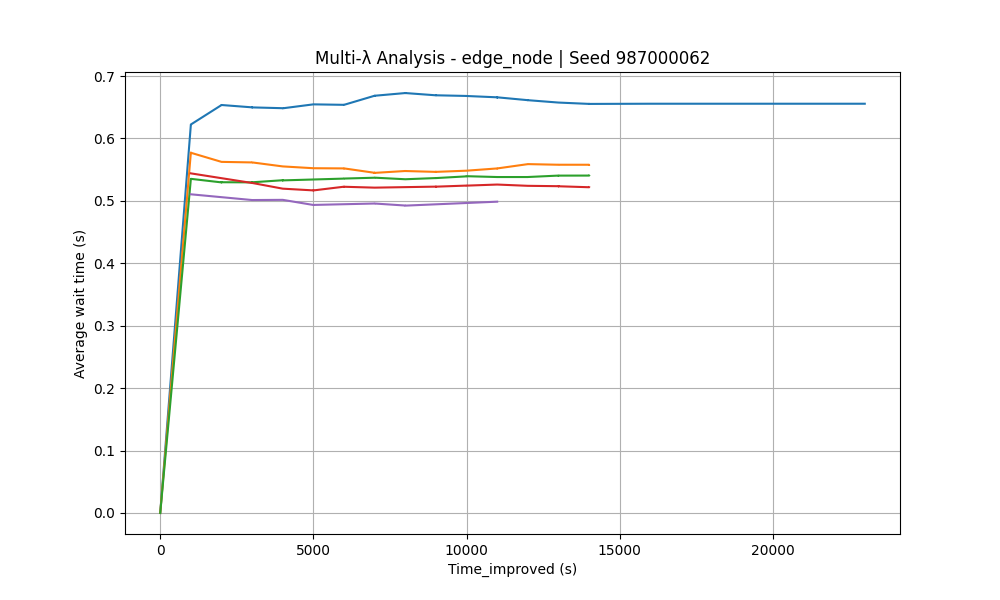 Multi-λ Analysis - edge_node | Seed 987000062
Average wait time (s)
0.7
0.6
0.5
0.4
0.3
0.2
0.1
0.0
0 5000 10000 15000 20000
Time_improved (s)